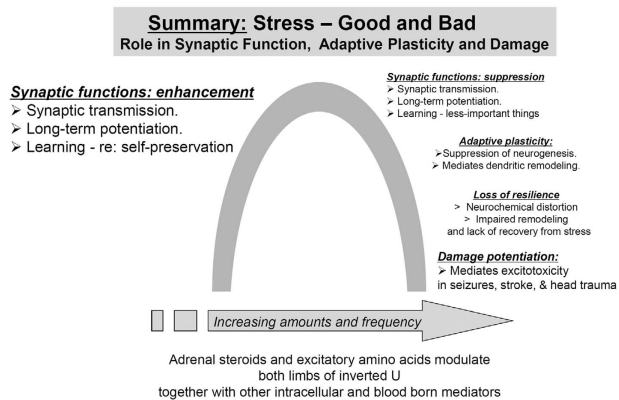 Summary: Stress – Good and Bad
Role in Synaptic Function, Adaptive Plasticity and Damage
Synaptic functions: enhancement
➢ Synaptic transmission.
➢ Long-term potentiation.
➢ Learning - re: self-preservation
Synaptic functions: suppression
➢ Synaptic transmission.
➢ Long-term potentiation.
➢ Learning - less-important things
Adaptive plasticity:
➢Suppression of neurogenesis.
➢ Mediates dendritic remodeling.
Loss of resilience
> Neurochemical distortion
> Impaired remodeling
and lack of recovery from stress
Damage potentiation:
➢ Mediates excitotoxicity
in seizures, stroke, & head trauma
Increasing amounts and frequency
Adrenal steroids and excitatory amino acids modulate
both limbs of inverted U
together with other intracellular and blood born mediators